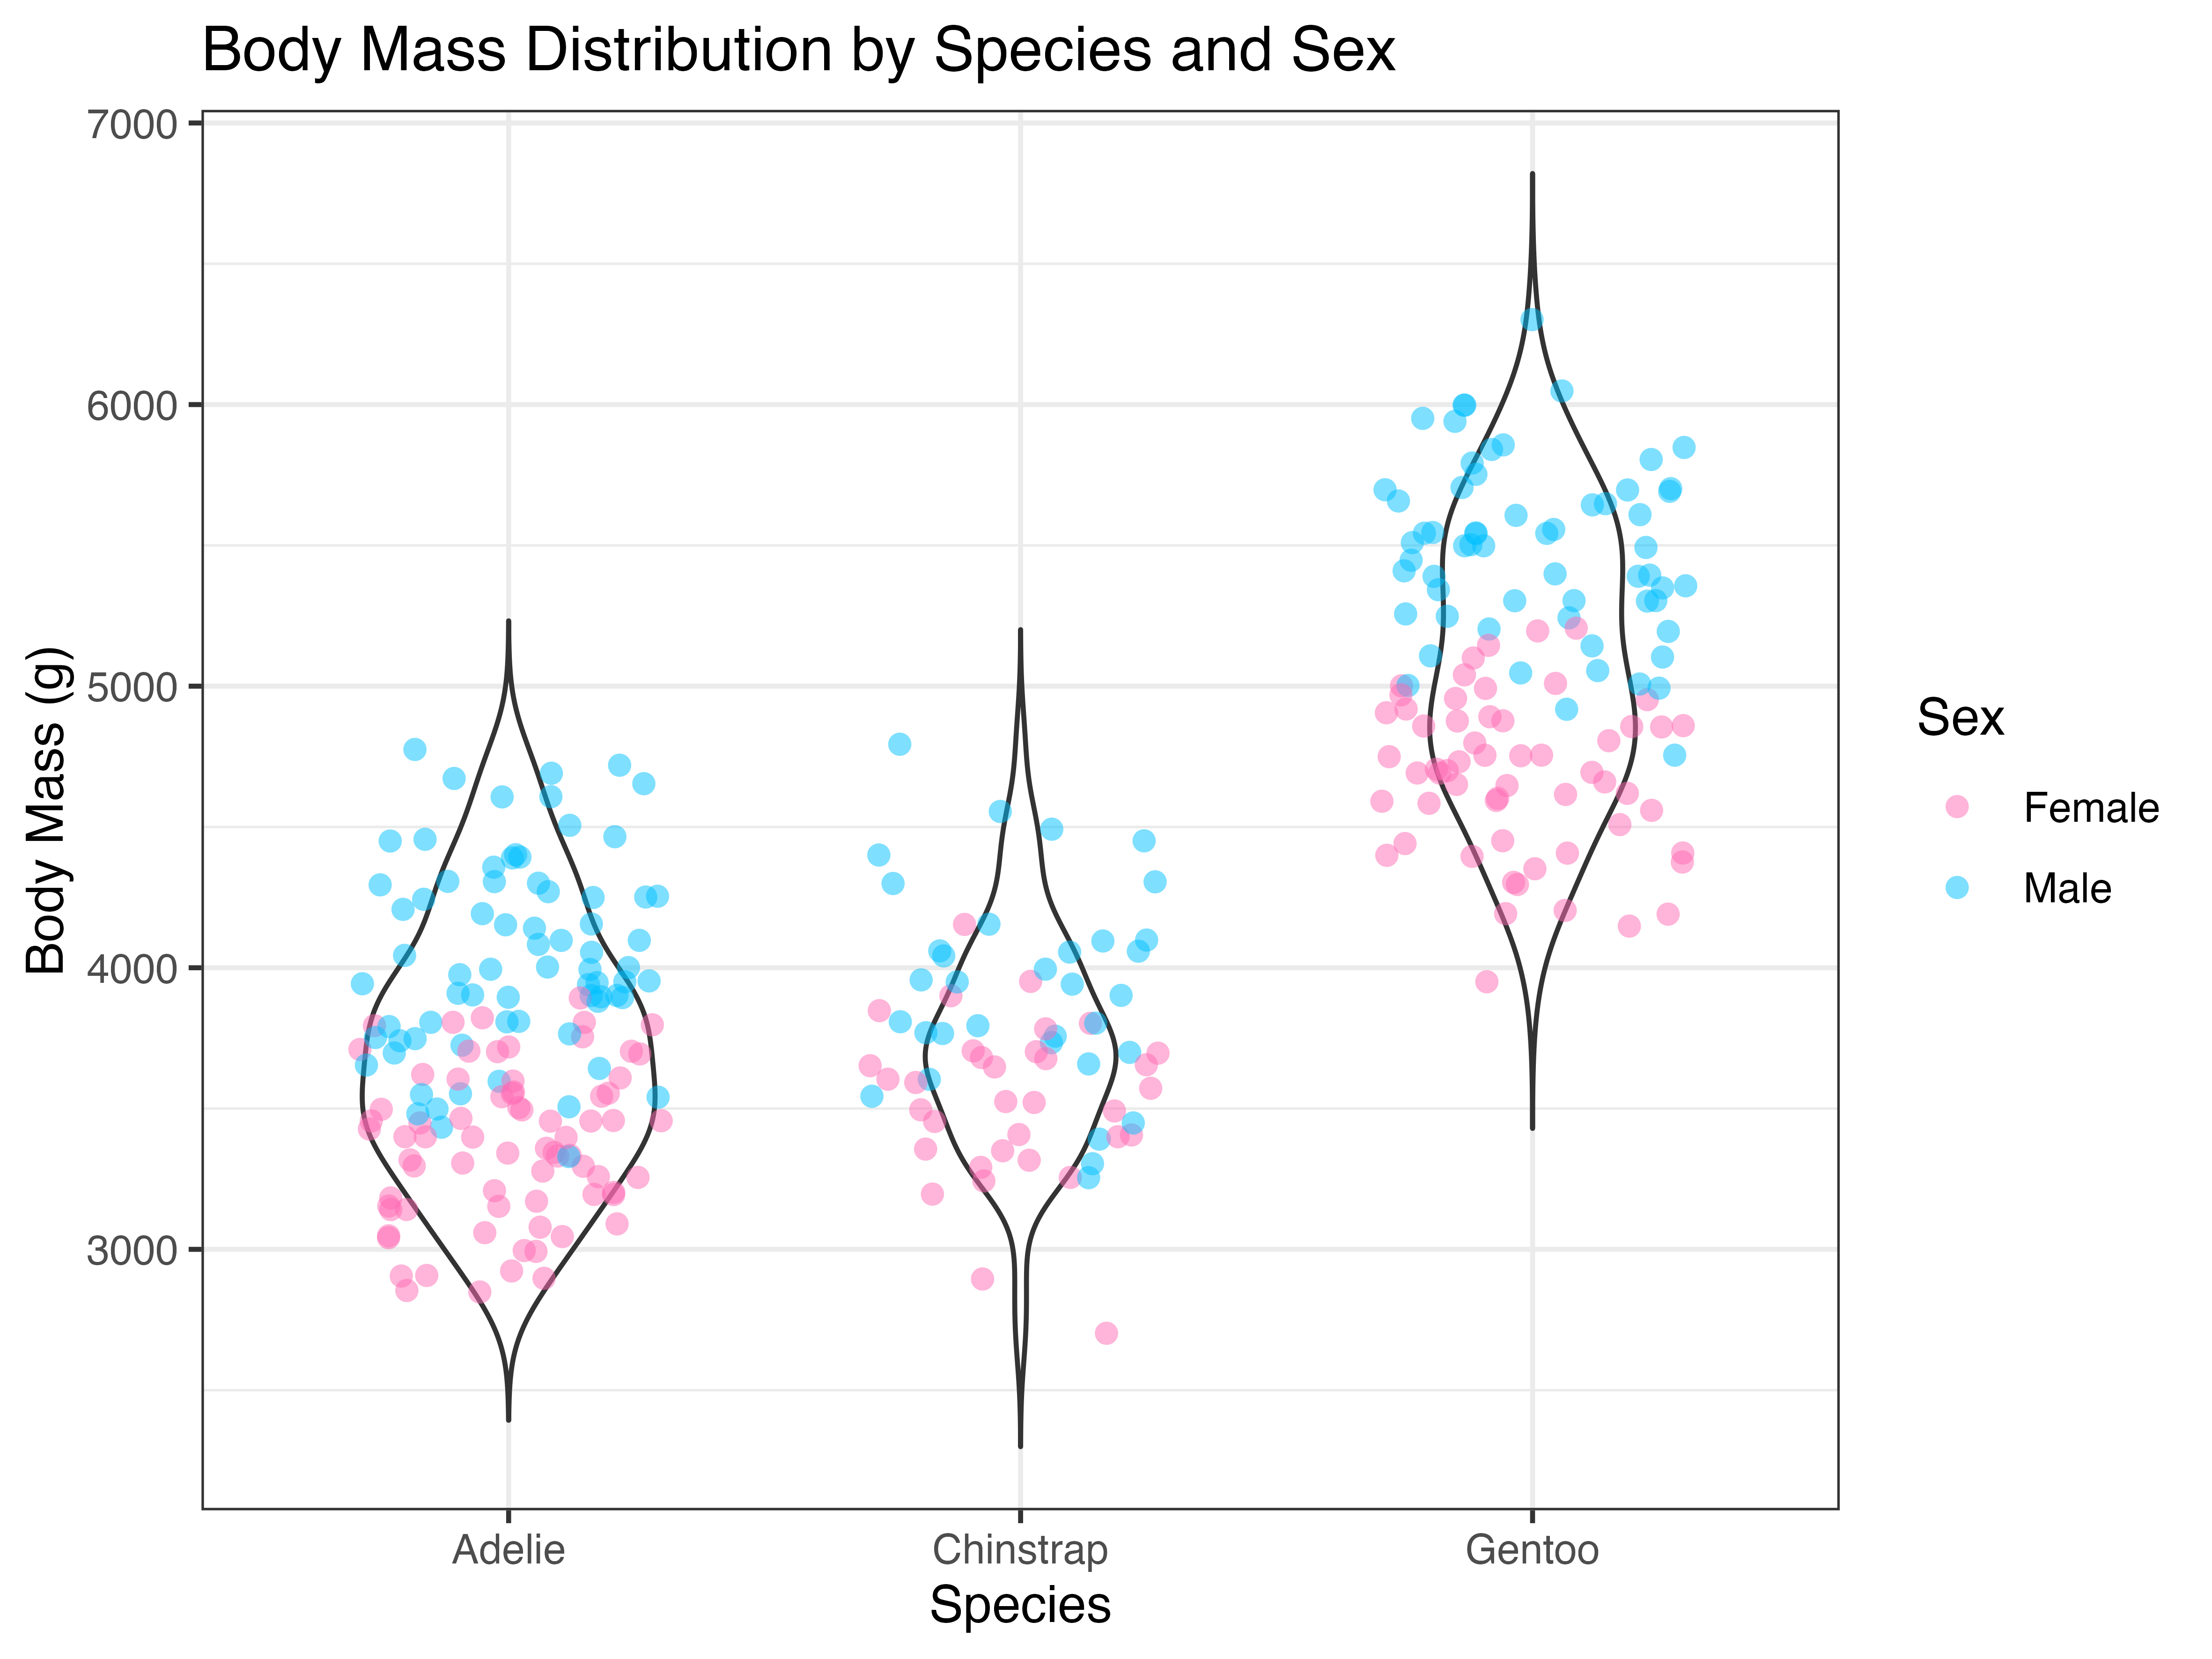 Body Mass Distribution by Species and Sex
Body Mass (g)
7000
6000
5000
4000
3000
Adelie
Chinstrap
Gentoo
Species
Sex
Female
Male